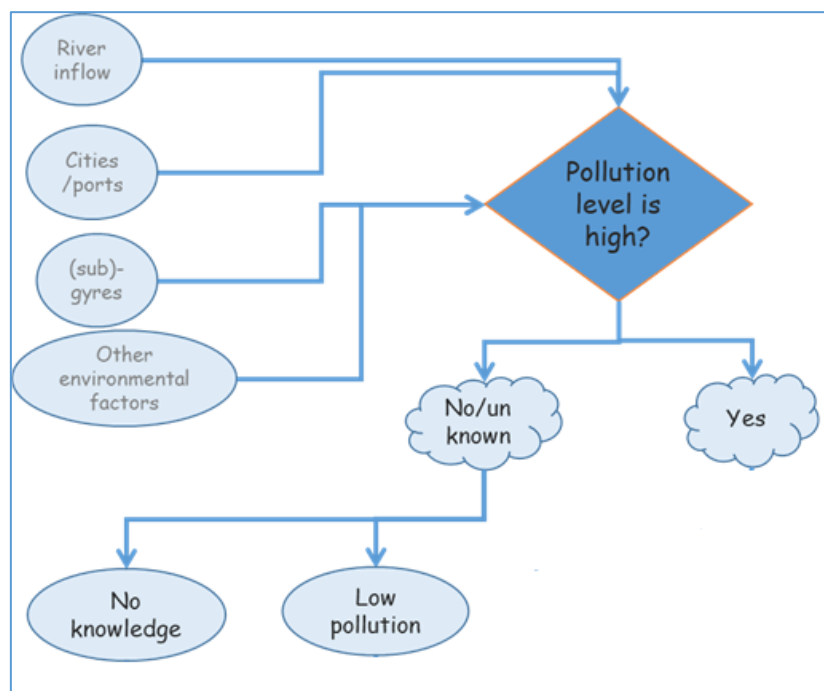 River
inflow
Cities
/ports
(sub)-
gyres
Other
environmental
factors
Pollution
level is
high?
No/un
known
Yes
No
knowledge
Low
pollution